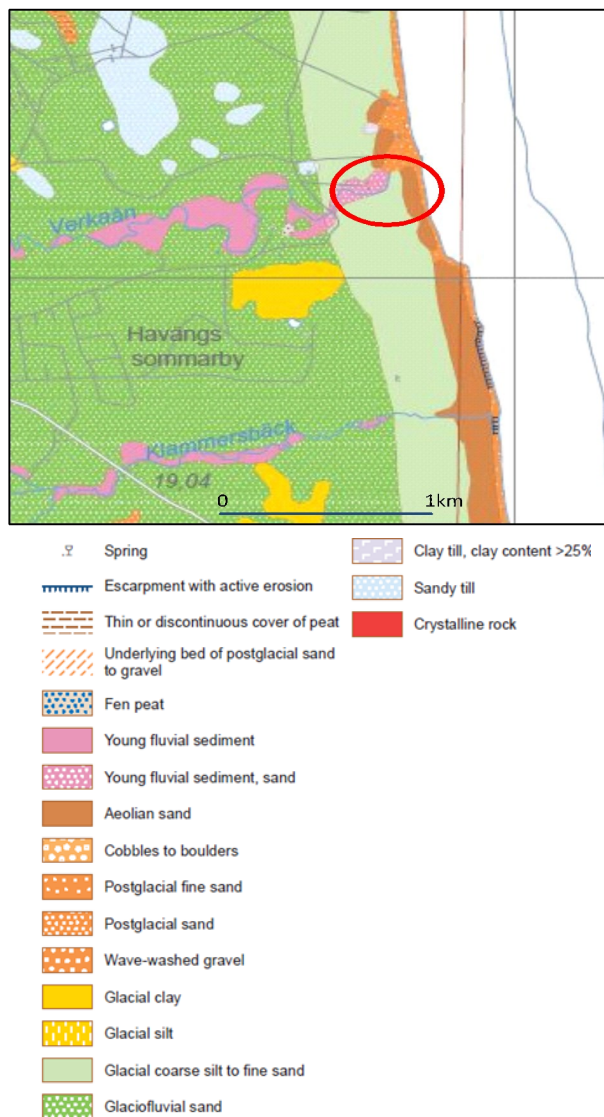 Verkaån
Havängs
sommarby
Klammersbäck
19,04
0 1km
Spring
Escarpment with active erosion
Thin or discontinuous cover of peat
Underlying bed of postglacial sand
to gravel
Fen peat
Young fluvial sediment
Young fluvial sediment, sand
Aeolian sand
Cobbles to boulders
Postglacial fine sand
Postglacial sand
Wave-washed gravel
Glacial clay
Glacial silt
Glacial coarse silt to fine sand
Glaciofluvial sand
Clay till, clay content >25%
Sandy till
Crystalline rock